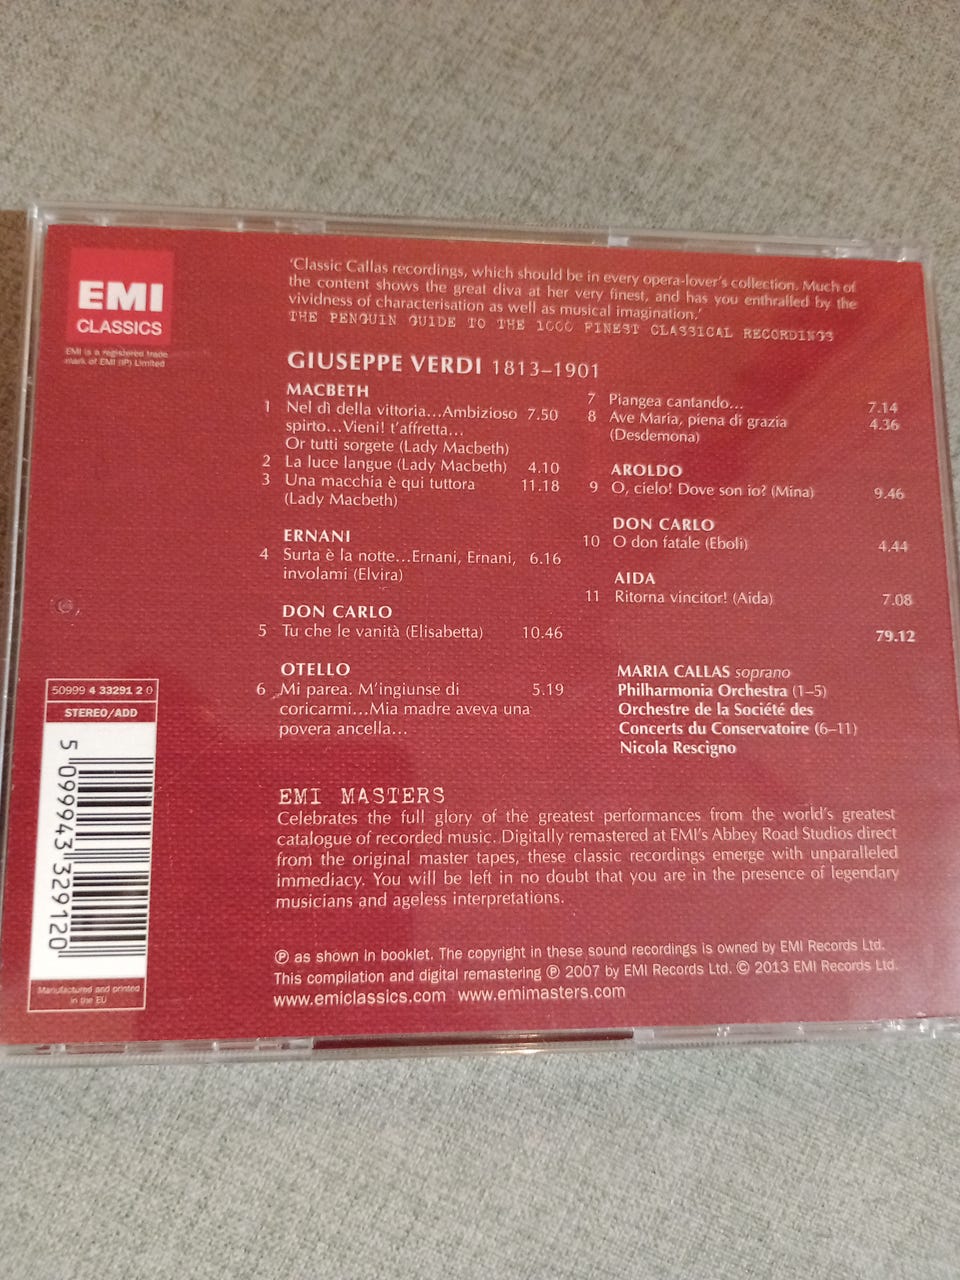 EMI
CLASSICS
EMI is a registered trade
mark of EMI (IP) Limited
'Classic Callas recordings, which should be in every opera-lover's collection. Much of
the content shows the great diva at her very finest, and has you enthralled by the
vividness of characterisation as well as musical imagination.'
THE PENGUIN GUIDE TO THE 1000 FINEST CLASSICAL RECORDINGS
GIUSEPPE VERDI 1813–1901
MACBETH
1 Nel dì della vittoria...Ambizioso 7.50
spirto...Vieni! t'affretta...
Or tutti sorgete (Lady Macbeth)
2 La luce langue (Lady Macbeth) 4.10
3 Una macchia è qui tuttora 11.18
(Lady Macbeth)
ERNANI
4 Surta è la notte...Ernani, Ernani, 6.16
involami (Elvira)
DON CARLO
5 Tu che le vanità (Elisabetta) 10.46
OTELLO
6 Mi parea. M'ingiunse di 5.19
coricarmi...Mia madre aveva una
povera ancella...
7 Piangea cantando... 7.14
8 Ave Maria, piena di grazia 4.36
(Desdemona)
AROLDO
9 O, cielo! Dove son io? (Mina) 9.46
DON CARLO
10 O don fatale (Eboli) 4.44
AIDA
11 Ritorna vincitor! (Aida) 7.08
79.12
MARIA CALLAS soprano
Philharmonia Orchestra (1–5)
Orchestre de la Société des
Concerts du Conservatoire (6–11)
Nicola Rescigno
50999 4 33291 2 0
STEREO/ADD
5 099943 329120
Manufactured and printed
in the EU
EMI MASTERS
Celebrates the full glory of the greatest performances from the world's greatest
catalogue of recorded music. Digitally remastered at EMI's Abbey Road Studios direct
from the original master tapes, these classic recordings emerge with unparalleled
immediacy. You will be left in no doubt that you are in the presence of legendary
musicians and ageless interpretations.
℗ as shown in booklet. The copyright in these sound recordings is owned by EMI Records Ltd.
This compilation and digital remastering ℗ 2007 by EMI Records Ltd. © 2013 EMI Records Ltd.
www.emiclassics.com www.emimasters.com